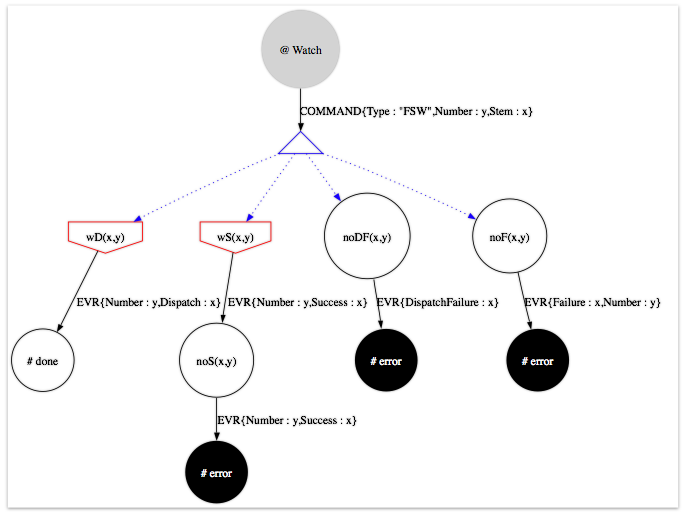 @ Watch
COMMAND{Type : "FSW",Number : y,Stem : x}
wD(x,y)
wS(x,y)
noDF(x,y)
noF(x,y)
EVR{Number : y,Dispatch : x}
EVR{Number : y,Success : x}
EVR{DispatchFailure : x}
EVR{Failure : x,Number : y}
# done
noS(x,y)
# error
# error
EVR{Number : y,Success : x}
# error